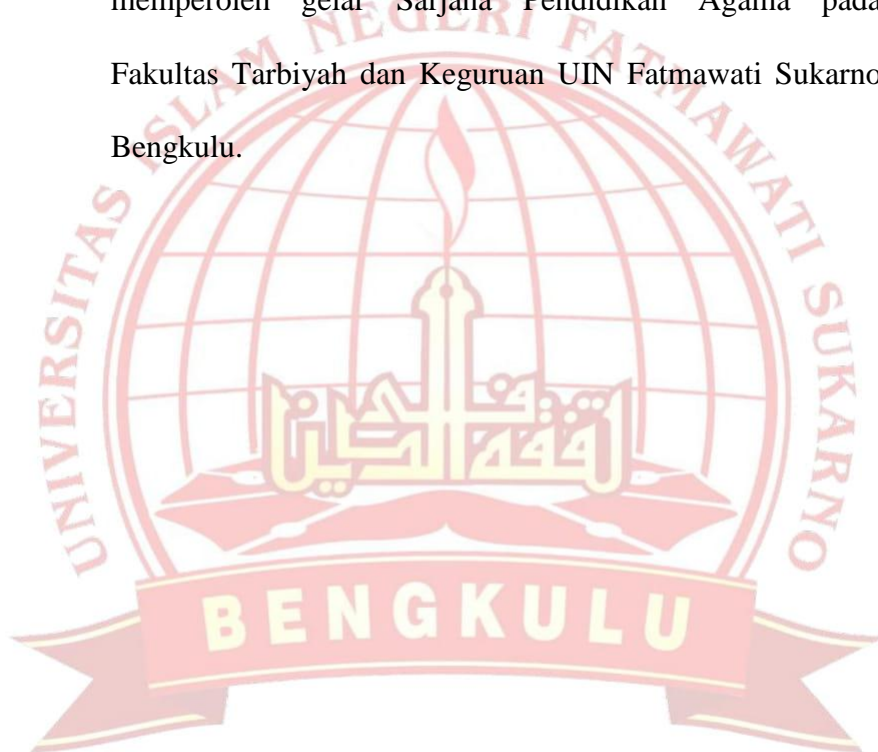 memperoleh gelar Sarjana Pendidikan Agama pada
Fakultas Tarbiyah dan Keguruan UIN Fatmawati Sukarno
Bengkulu.
UNIVERSITAS ISLAM NEGERI FATMAWATI SUKARNO
BENGKULU